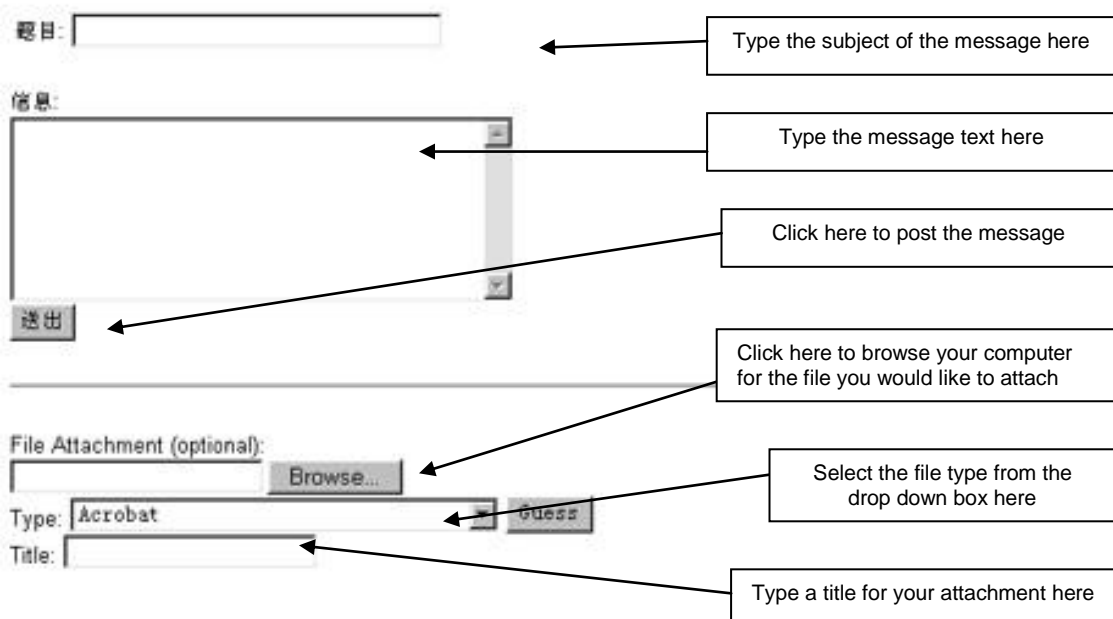 題目:
Type the subject of the message here
信息:
Type the message text here
Click here to post the message
送出
Click here to browse your computer
for the file you would like to attach
File Attachment (optional):
Browse...
Select the file type from the
drop down box here
Type: Acrobat
Guess
Title:
Type a title for your attachment here